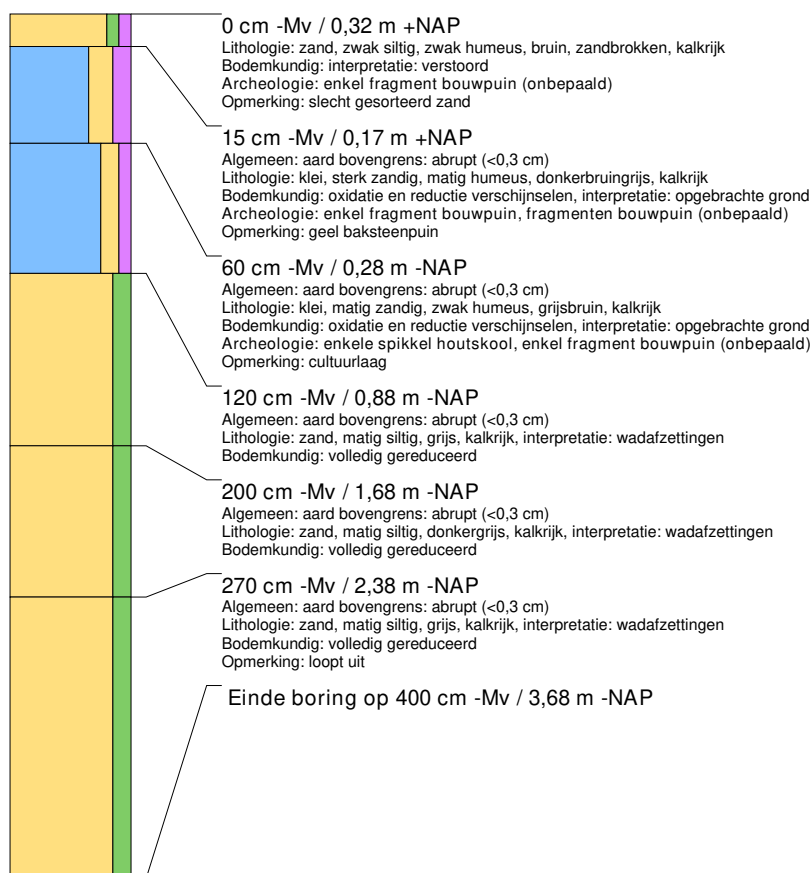 0 cm -Mv / 0,32 m +NAP
Lithologie: zand, zwak siltig, zwak humeus, bruin, zandbrokken, kalkrijk
Bodemkundig: interpretatie: verstoord
Archeologie: enkel fragment bouwpuin (onbepaald)
Opmerking: slecht gesorteerd zand
15 cm -Mv / 0,17 m +NAP
Algemeen: aard bovengrens: abrupt (<0,3 cm)
Lithologie: klei, sterk zandig, matig humeus, donkerbruingrijs, kalkrijk
Bodemkundig: oxidatie en reductie verschijnselen, interpretatie: opgebrachte grond
Archeologie: enkel fragment bouwpuin, fragmenten bouwpuin (onbepaald)
Opmerking: geel baksteenpuin
60 cm -Mv / 0,28 m -NAP
Algemeen: aard bovengrens: abrupt (<0,3 cm)
Lithologie: klei, matig zandig, zwak humeus, grijsbruin, kalkrijk
Bodemkundig: oxidatie en reductie verschijnselen, interpretatie: opgebrachte grond
Archeologie: enkele spikkel houtskool, enkel fragment bouwpuin (onbepaald)
Opmerking: cultuurlaag
120 cm -Mv / 0,88 m -NAP
Algemeen: aard bovengrens: abrupt (<0,3 cm)
Lithologie: zand, matig siltig, grijs, kalkrijk, interpretatie: wadafzettingen
Bodemkundig: volledig gereduceerd
200 cm -Mv / 1,68 m -NAP
Algemeen: aard bovengrens: abrupt (<0,3 cm)
Lithologie: zand, matig siltig, donkergrijs, kalkrijk, interpretatie: wadafzettingen
Bodemkundig: volledig gereduceerd
270 cm -Mv / 2,38 m -NAP
Algemeen: aard bovengrens: abrupt (<0,3 cm)
Lithologie: zand, matig siltig, grijs, kalkrijk, interpretatie: wadafzettingen
Bodemkundig: volledig gereduceerd
Opmerking: loopt uit
Einde boring op 400 cm -Mv / 3,68 m -NAP